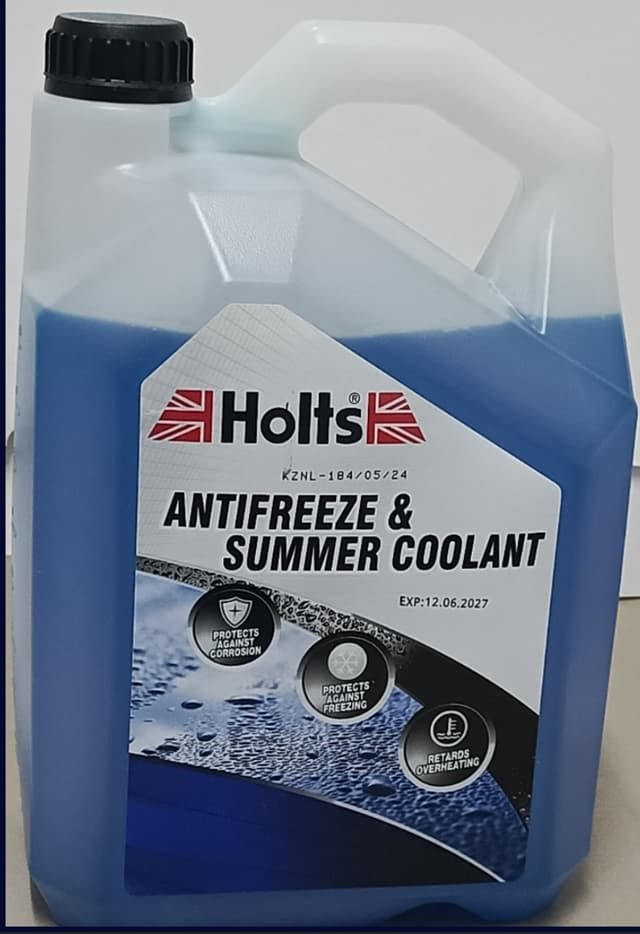 Holts®
KZNL-184/05/24
ANTIFREEZE &
SUMMER COOLANT
EXP:12.06.2027
PROTECTS
AGAINST
CORROSION
PROTECTS
AGAINST
FREEZING
RETARDS
OVERHEATING